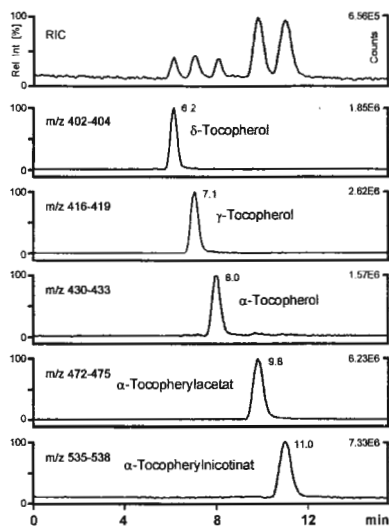 100
RIC
6.56E5
Rel. Int. [%]
Counts
0
100
m/z 402-404
6.2
δ-Tocopherol
1.85E6
0
100
m/z 416-419
7.1
γ-Tocopherol
2.62E6
0
100
m/z 430-433
8.0
α-Tocopherol
1.57E6
0
100
m/z 472-475
9.8
α-Tocopherylacetat
6.23E6
0
100
m/z 535-538
11.0
α-Tocopherylnicotinat
7.33E6
0
0 4 8 12 min